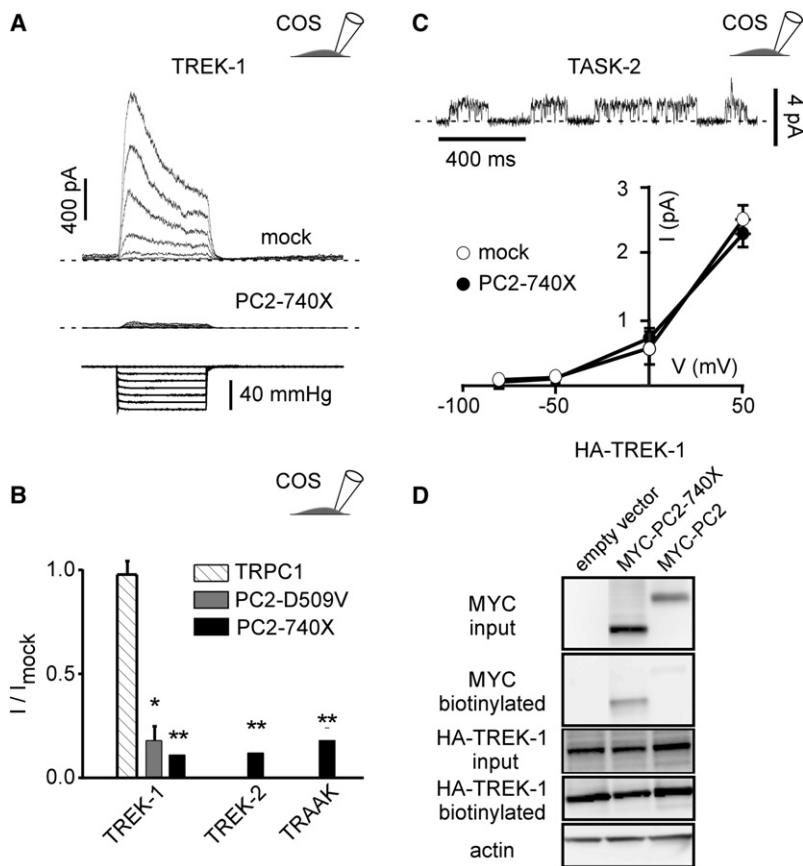 A
COS
TREK-1
400 pA
mock
PC2-740X
40 mmHg
B
COS
I / Imock
1.0
0.5
0.0
TRPC1
PC2-D509V
PC2-740X
*
**
**
**
TREK-1
TREK-2
TRAAK
C
COS
TASK-2
4 pA
400 ms
3
I (pA)
mock
2
PC2-740X
1
V (mV)
-100
-50
50
HA-TREK-1
D
empty vector
MYC-PC2-740X
MYC-PC2
MYC
input
MYC
biotinylated
HA-TREK-1
input
HA-TREK-1
biotinylated
actin